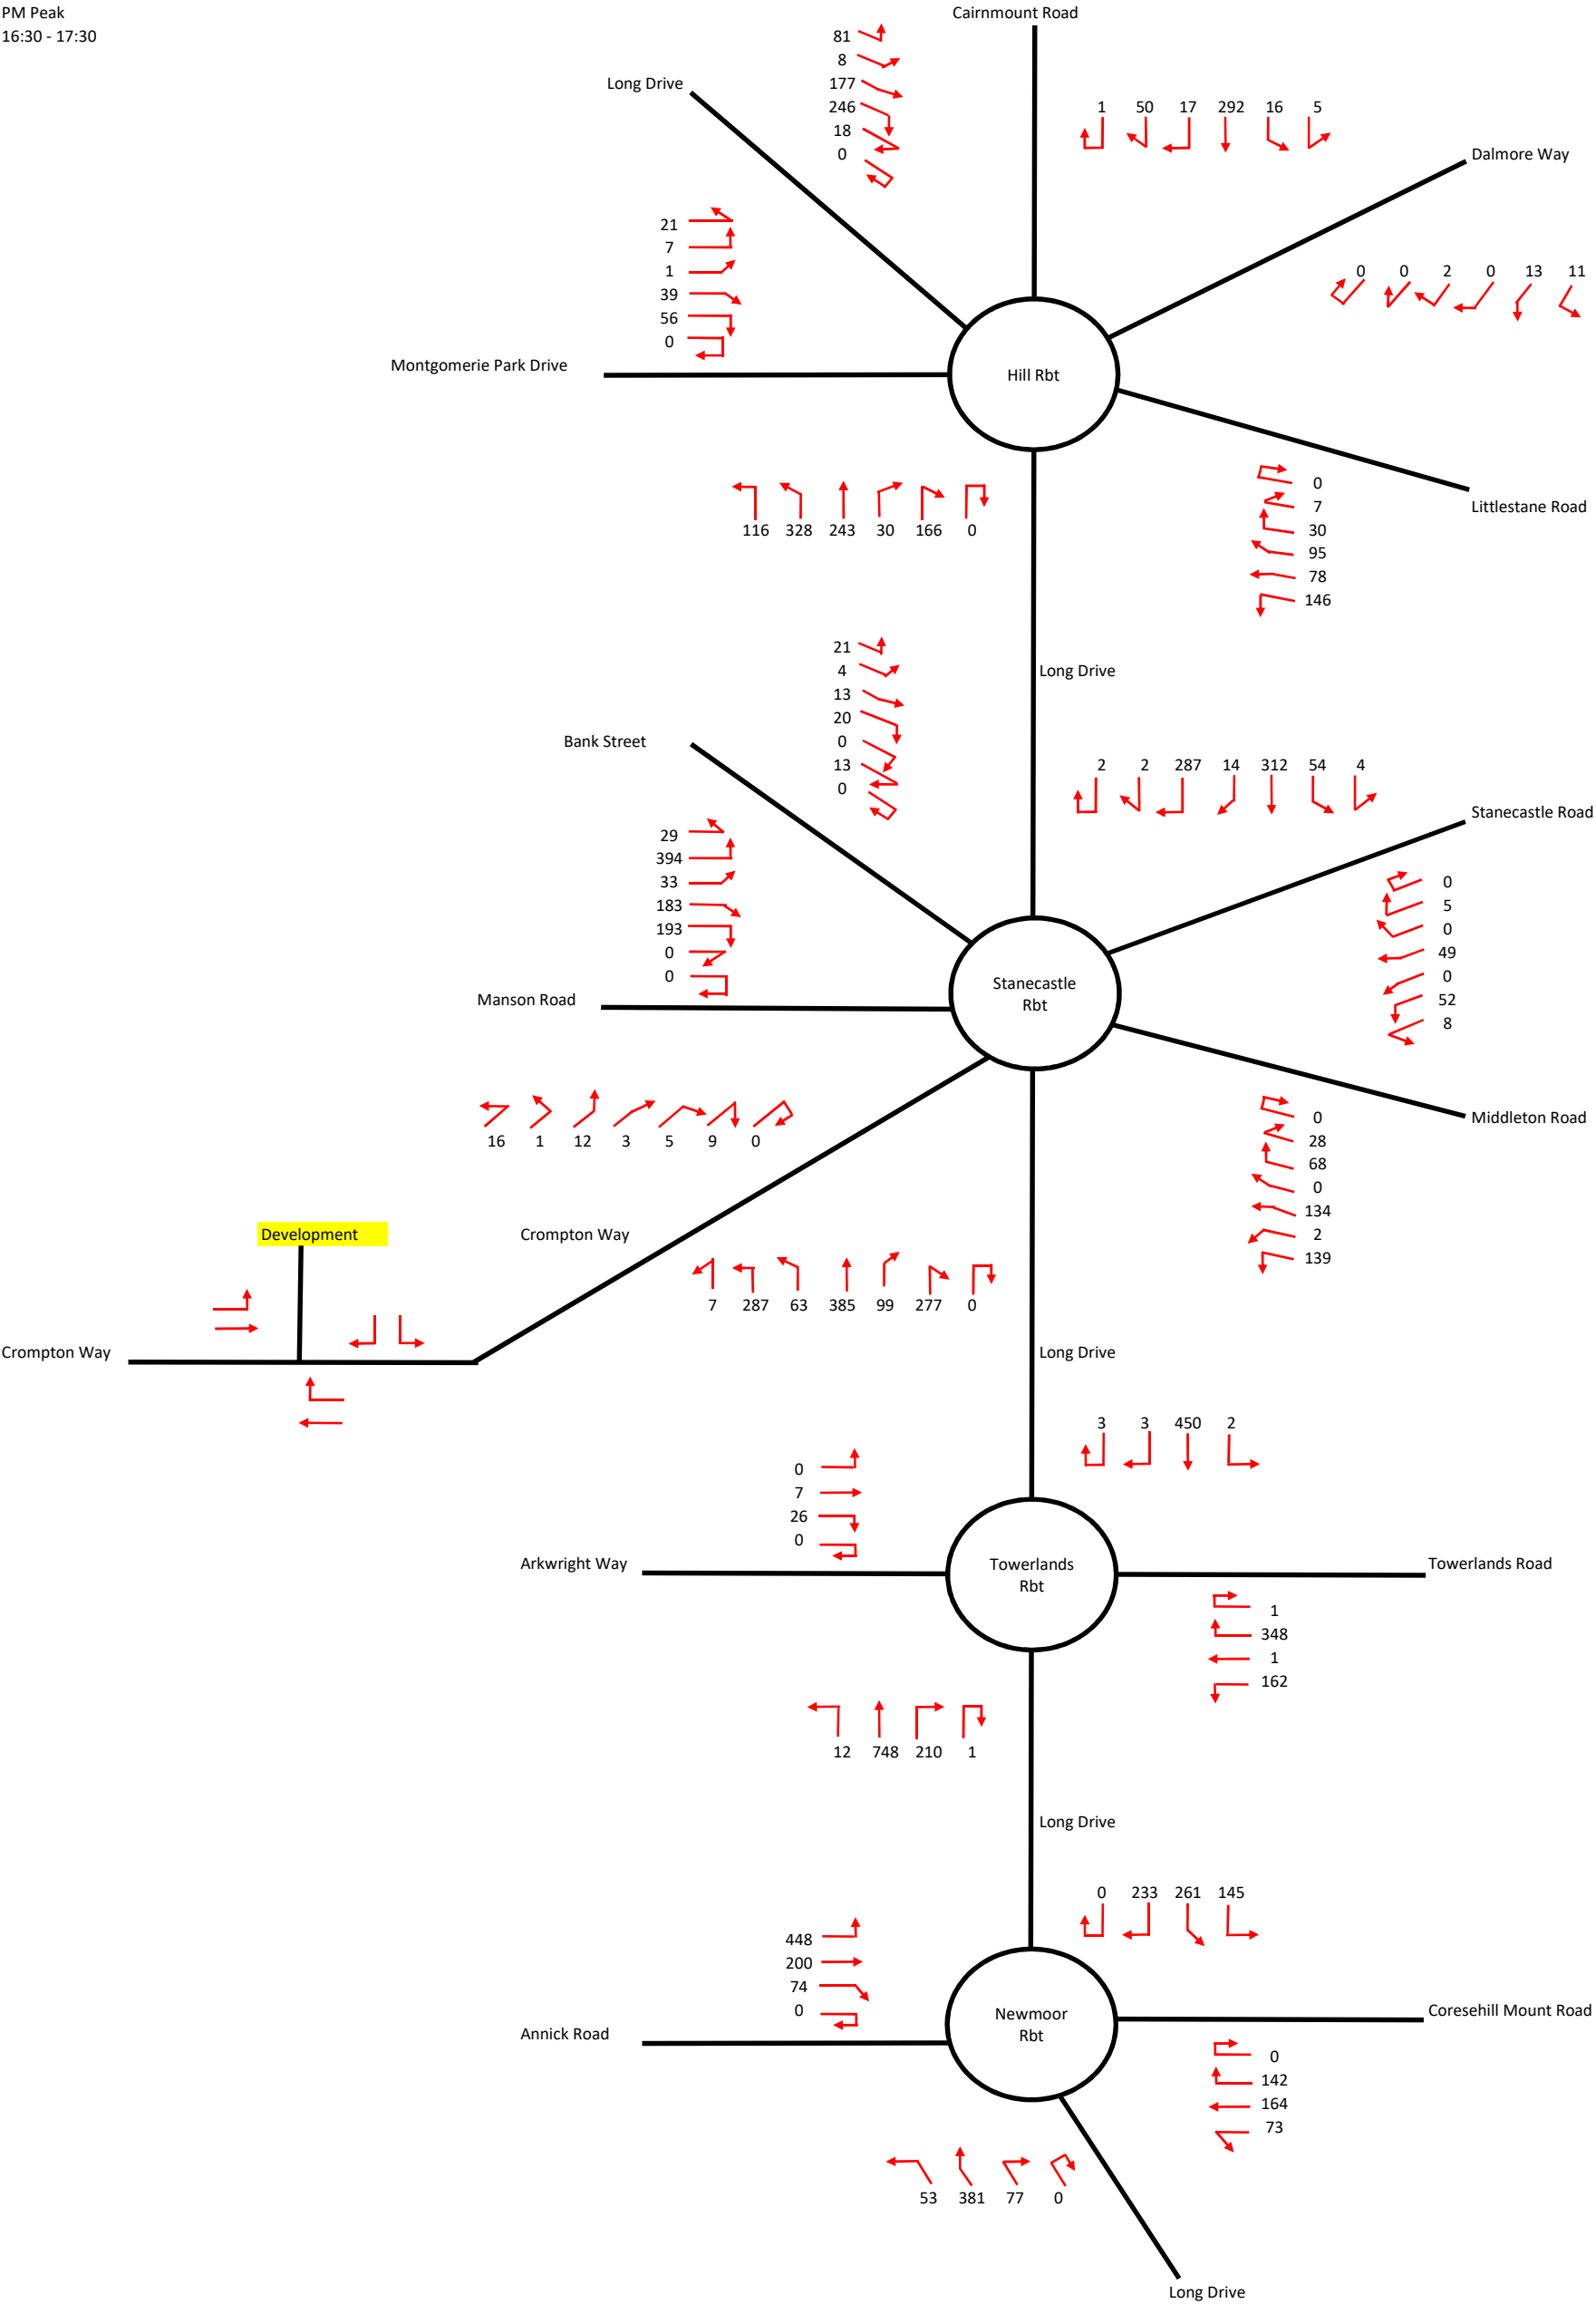 PM Peak
16:30 - 17:30
Cairnmount Road
81
8
177
246
18
0
Long Drive
1 50 17 292 16 5
Dalmore Way
21
7
1
39
56
0
0 0 2 0 13 11
Montgomerie Park Drive
Hill Rbt
116 328 243 30 166 0
0
7
30
95
78
146
Littlestane Road
Long Drive
21
4
13
20
0
13
0
Bank Street
2 2 287 14 312 54 4
Stanecastle Road
29
394
33
183
193
0
0
0
5
0
49
0
52
8
Manson Road
Stanecastle
Rbt
16 1 12 3 5 9 0
0
28
68
0
134
2
139
Middleton Road
Development
Crompton Way
7 287 63 385 99 277 0
Crompton Way
Long Drive
3 3 450 2
0
7
26
0
Arkwright Way
Towerlands
Rbt
Towerlands Road
1
348
1
162
12 748 210 1
Long Drive
0 233 261 145
448
200
74
0
Annick Road
Newmoor
Rbt
Coresehill Mount Road
0
142
164
73
53 381 77 0
Long Drive